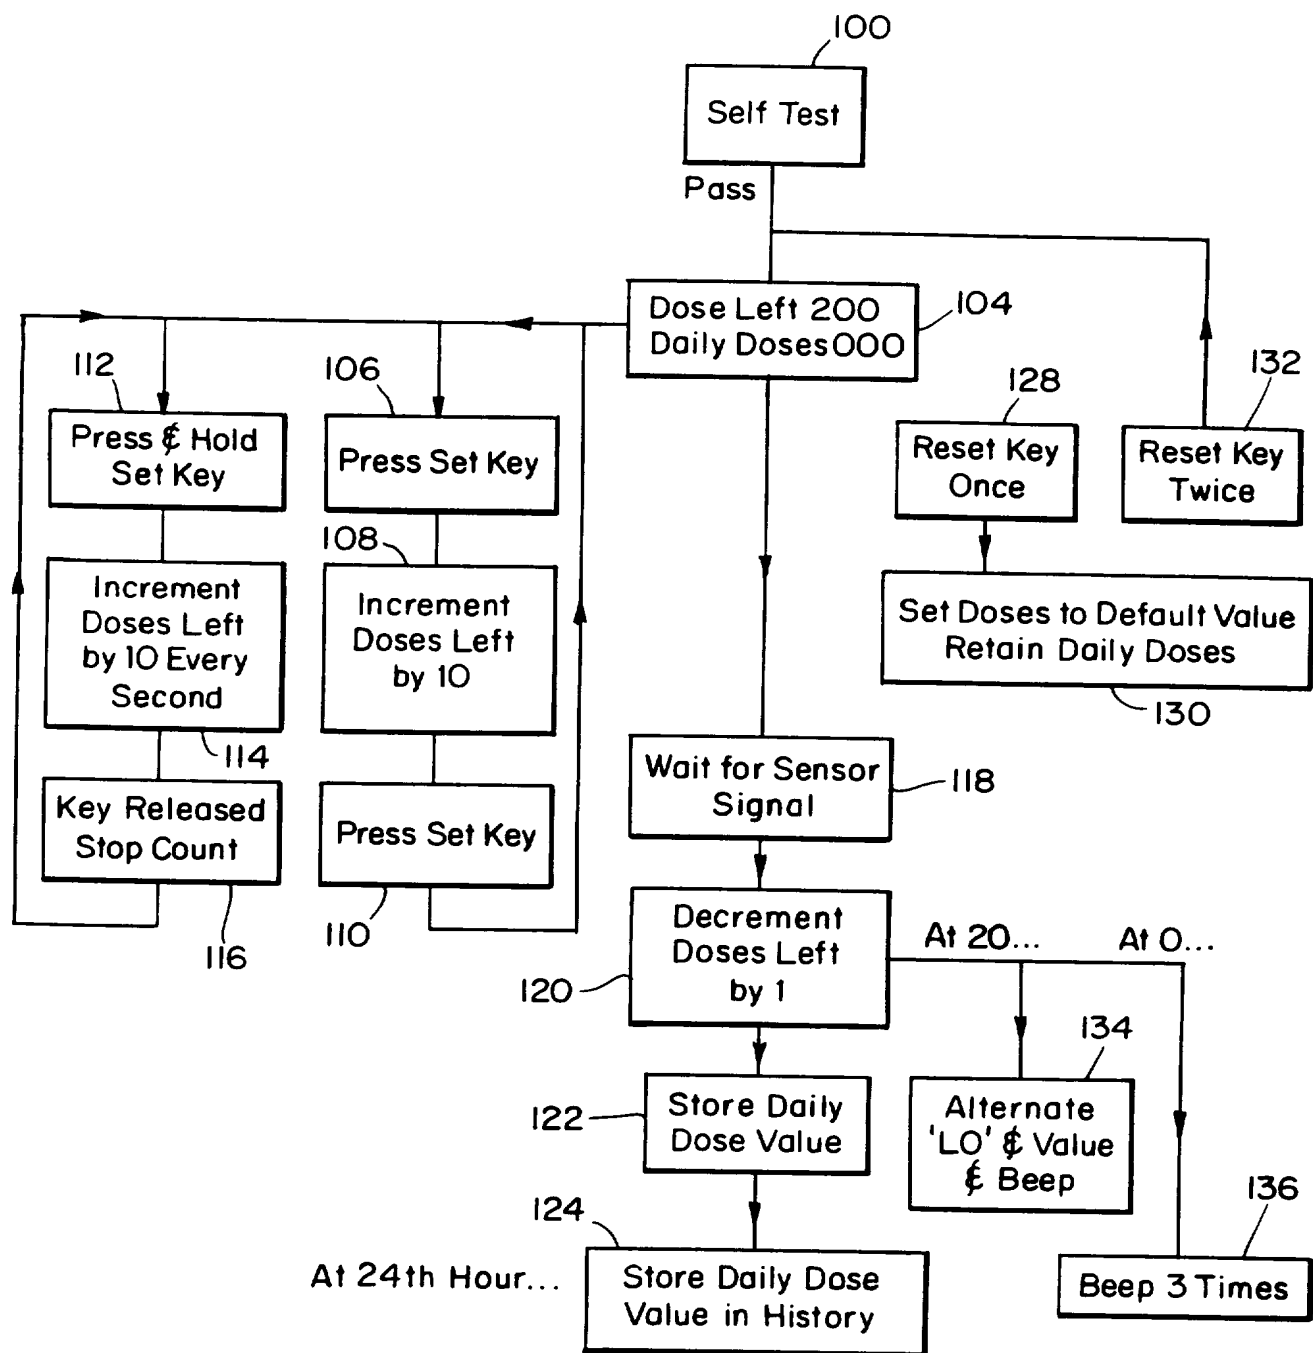 100
Self Test
Pass
Dose Left 200
Daily Doses 000
104
112
Press & Hold
Set Key
106
Press Set Key
128
Reset Key
Once
132
Reset Key
Twice
108
Increment
Doses Left
by 10 Every
Second
114
Increment
Doses Left
by 10
Set Doses to Default Value
Retain Daily Doses
130
Key Released
Stop Count
116
Press Set Key
110
Wait for Sensor
Signal
118
Decrement
Doses Left
by 1
120
At 20...
At 0...
122
Store Daily
Dose Value
134
Alternate
'LO' & Value
& Beep
124
At 24th Hour...
Store Daily Dose
Value in History
136
Beep 3 Times